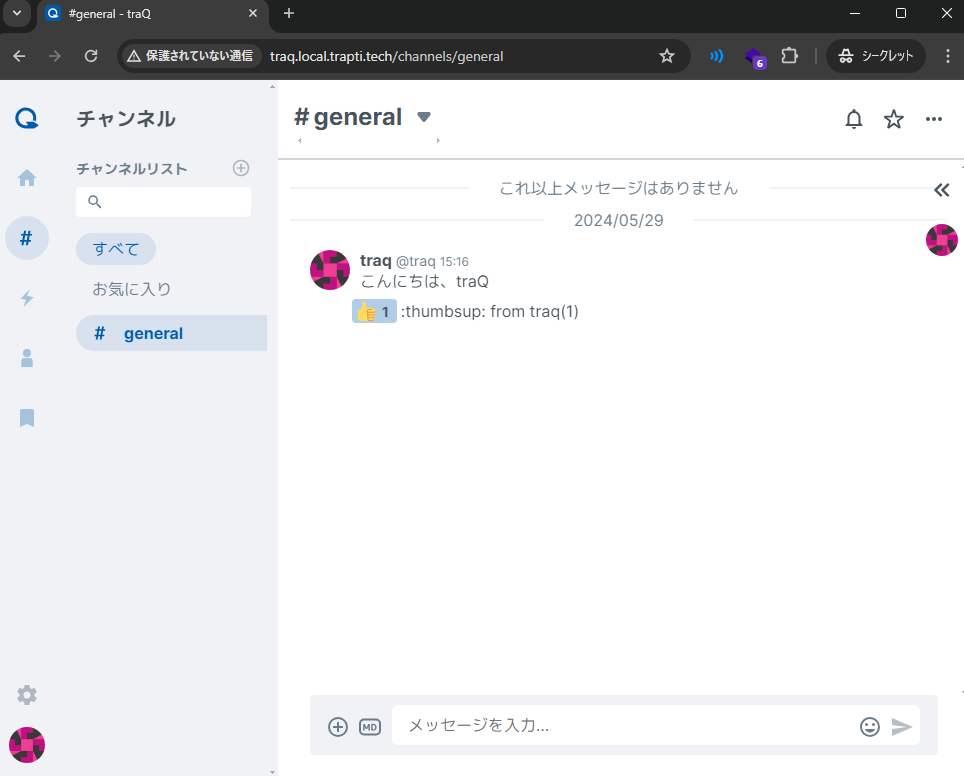 #general - traQ
保護されていない通信 traq.local.trapti.tech/channels/general
6
シークレット
チャンネル
チャンネルリスト
すべて
お気に入り
# general
# general
これ以上メッセージはありません
2024/05/29
traq @traq 15:16
こんにちは、traQ
1 :thumbsup: from traq(1)
MD
メッセージを入力...